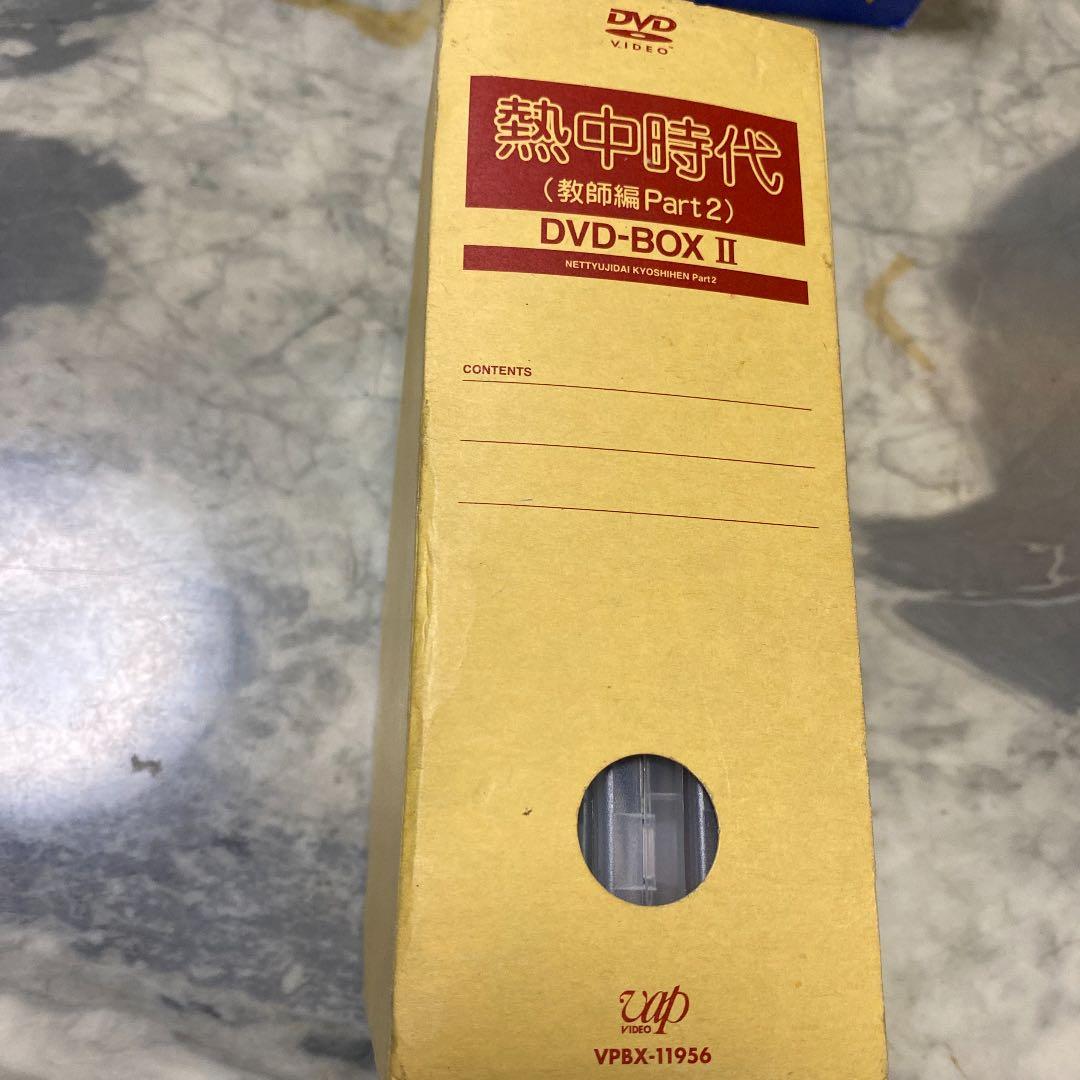 DVD
VIDEO™
熱中時代
(教師編Part2)
DVD-BOX II
NETTYUJIDAI KYOSHIHEN Part2
CONTENTS
vap
VIDEO
VPBX-11956